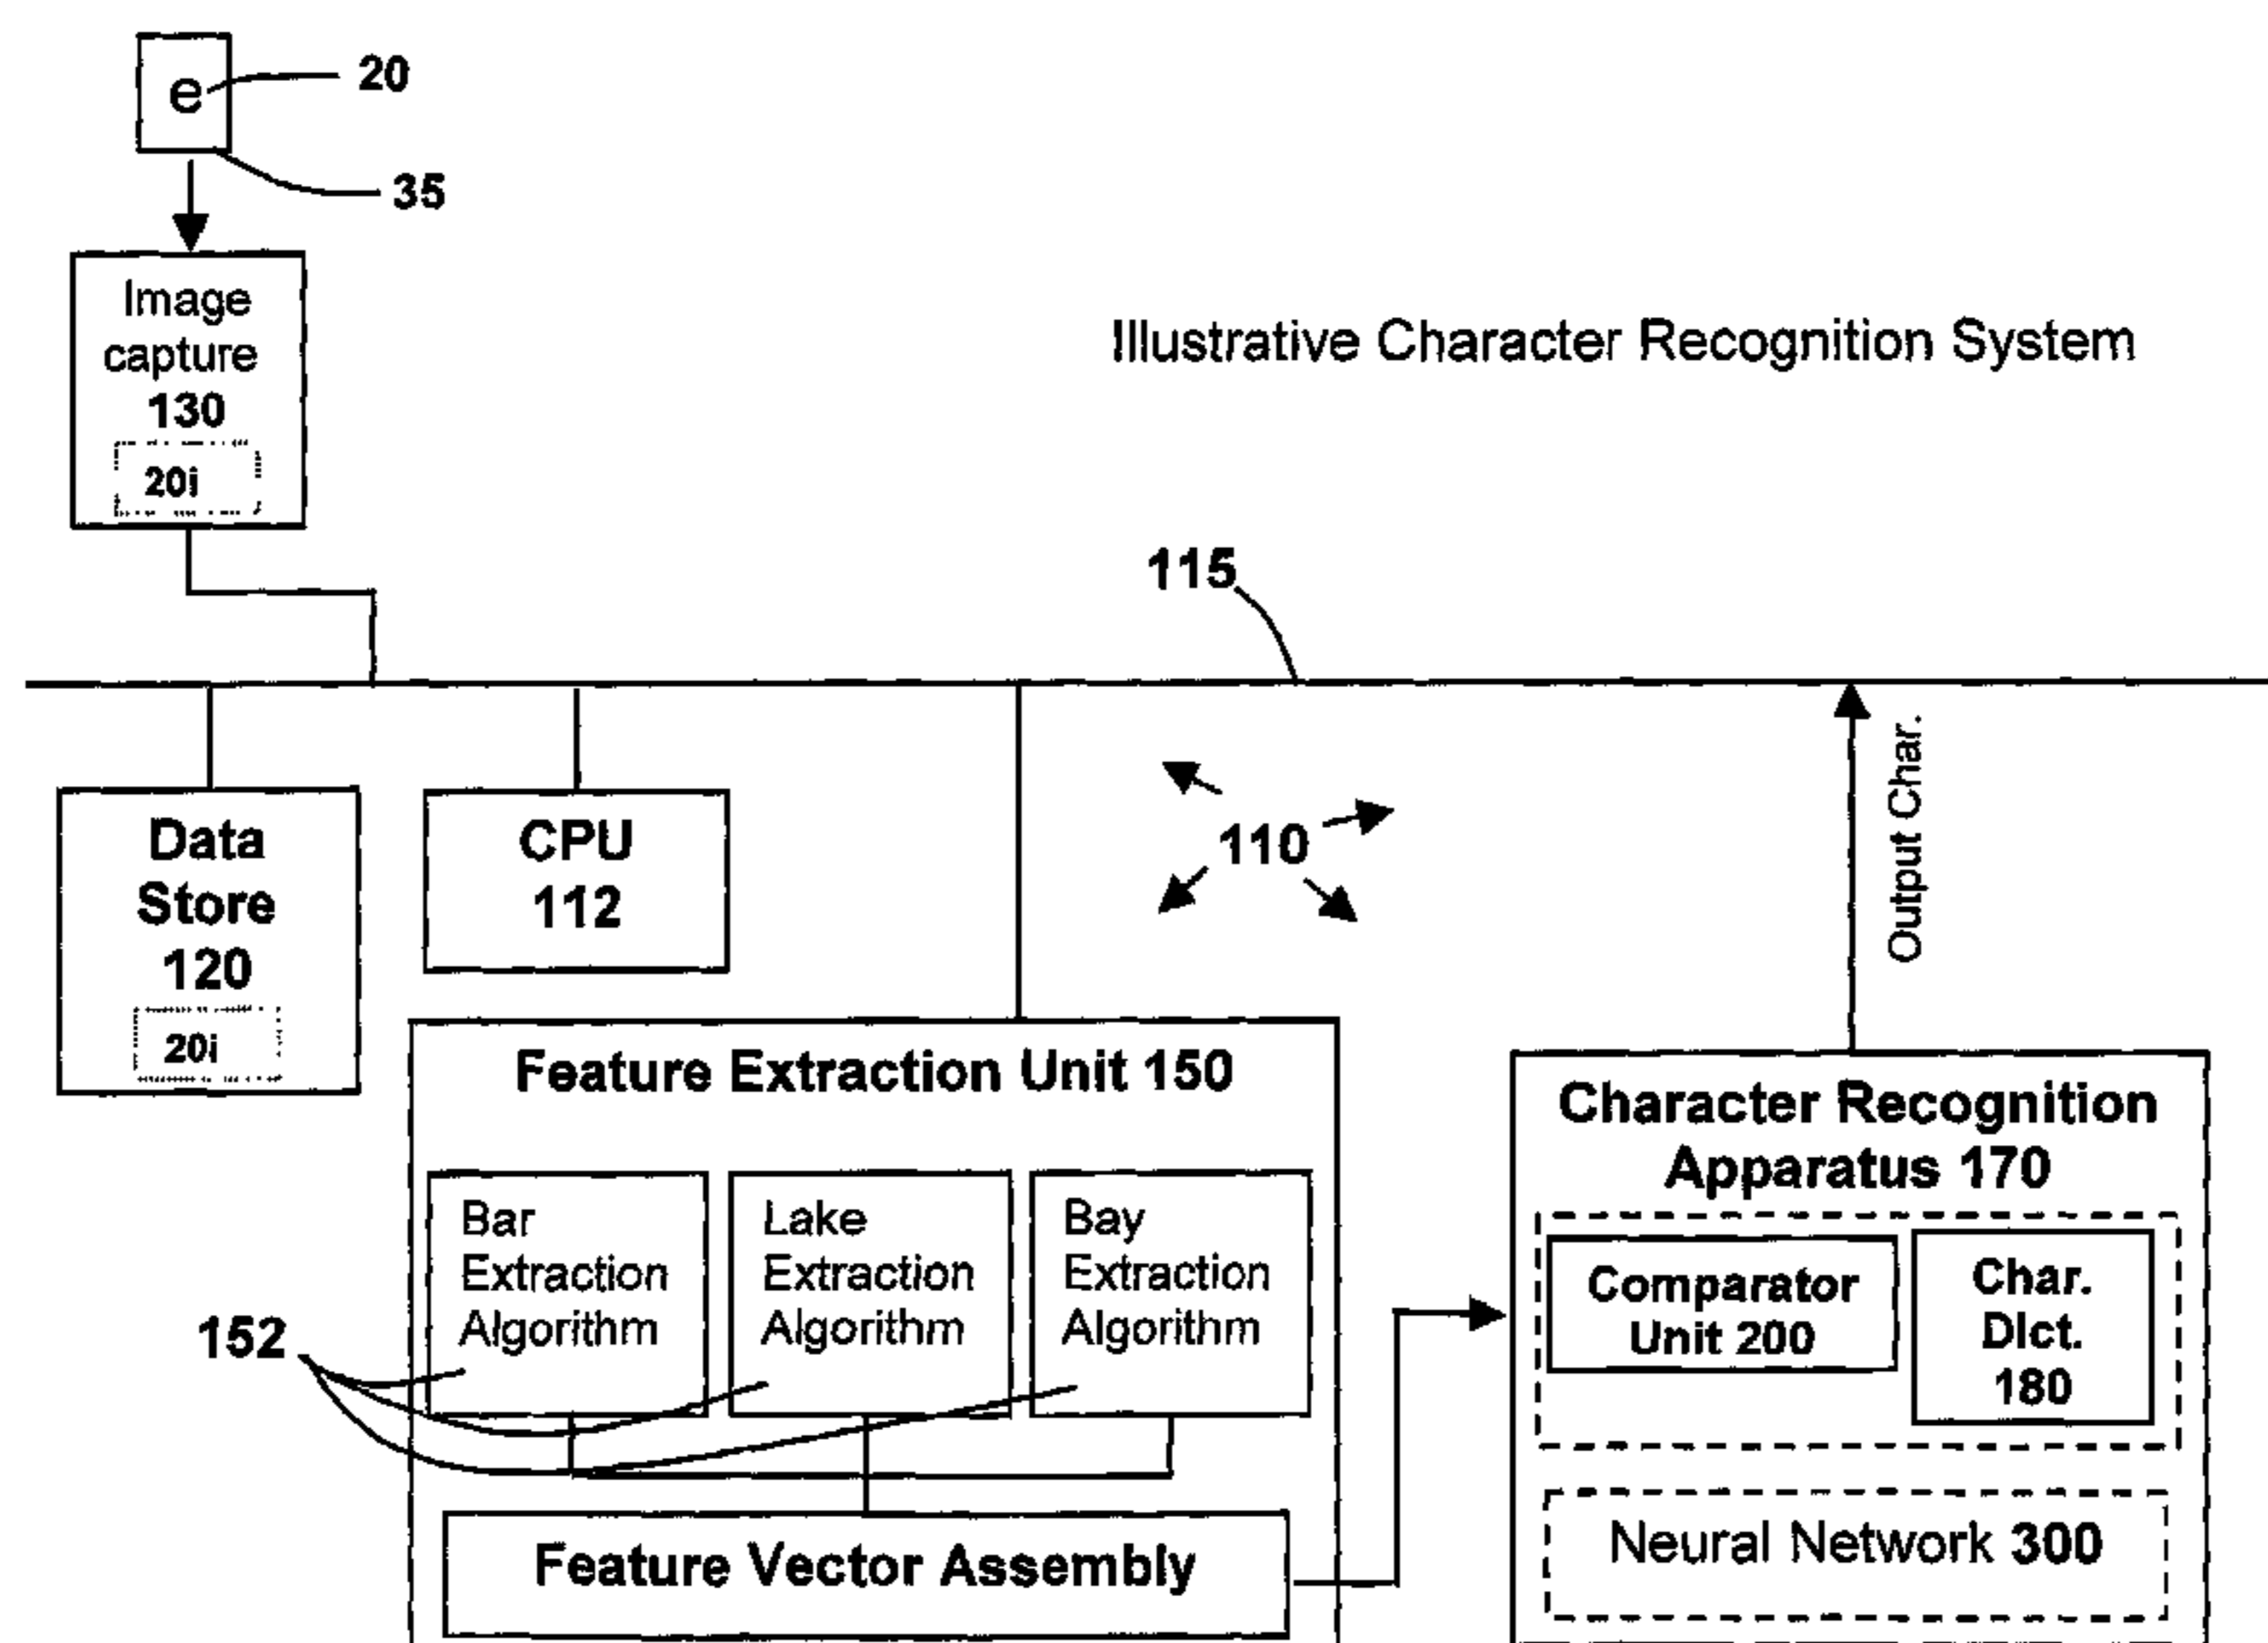 e
20
35
Image
capture
130
20i
Illustrative Character Recognition System
115
Data
Store
120
20i
CPU
112
110
Output Char.
Feature Extraction Unit 150
Bar
Extraction
Algorithm
Lake
Extraction
Algorithm
Bay
Extraction
Algorithm
152
Feature Vector Assembly
Character Recognition
Apparatus 170
Comparator
Unit 200
Char.
Dict.
180
Neural Network 300